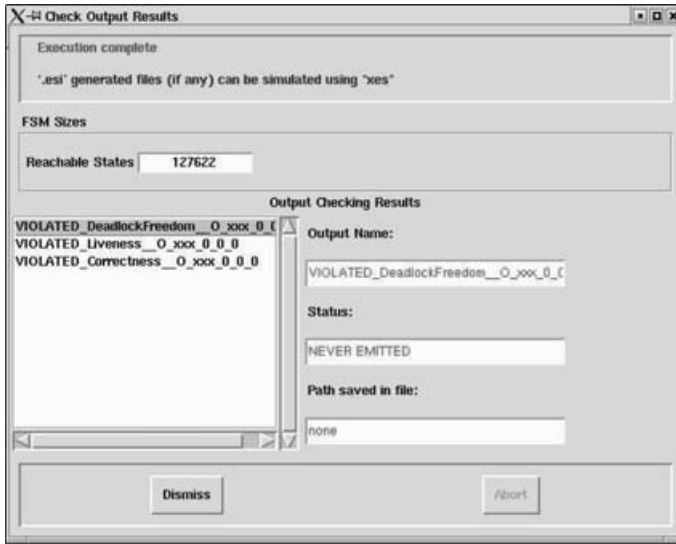 Check Output Results
Execution complete
'.esi' generated files (if any) can be simulated using "xes"
FSM Sizes
Reachable States 127622
Output Checking Results
VIOLATED_DeadlockFreedom__O_xxx_0_(
VIOLATED_Liveness__O_xxx_0_0_0
VIOLATED_Correctness__O_xxx_0_0_0
Output Name:
VIOLATED_DeadlockFreedom__O_xxx_0_0
Status:
NEVER EMITTED
Path saved in file:
none
Dismiss
Abort